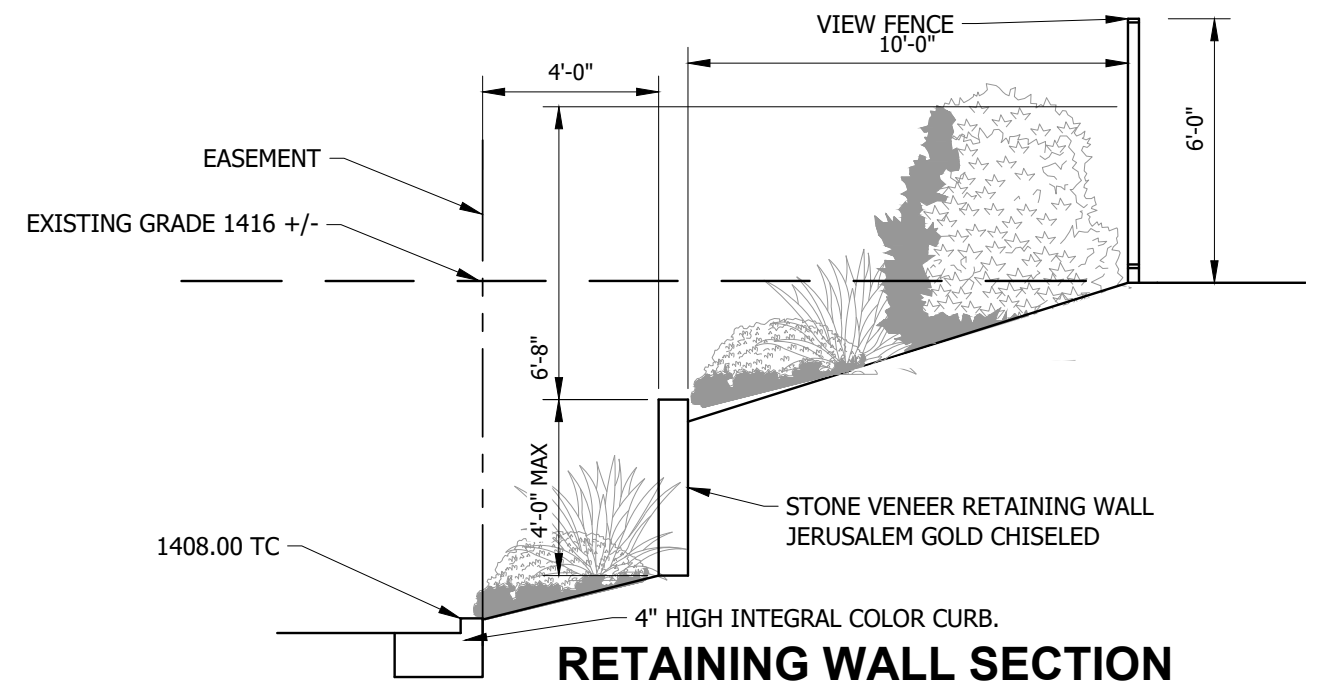 VIEW FENCE
10'-0"
4'-0"
6'-0"
EASEMENT
EXISTING GRADE 1416 +/-
6'-8"
4'-0" MAX
STONE VENEER RETAINING WALL
JERUSALEM GOLD CHISELED
1408.00 TC
4" HIGH INTEGRAL COLOR CURB.
RETAINING WALL SECTION